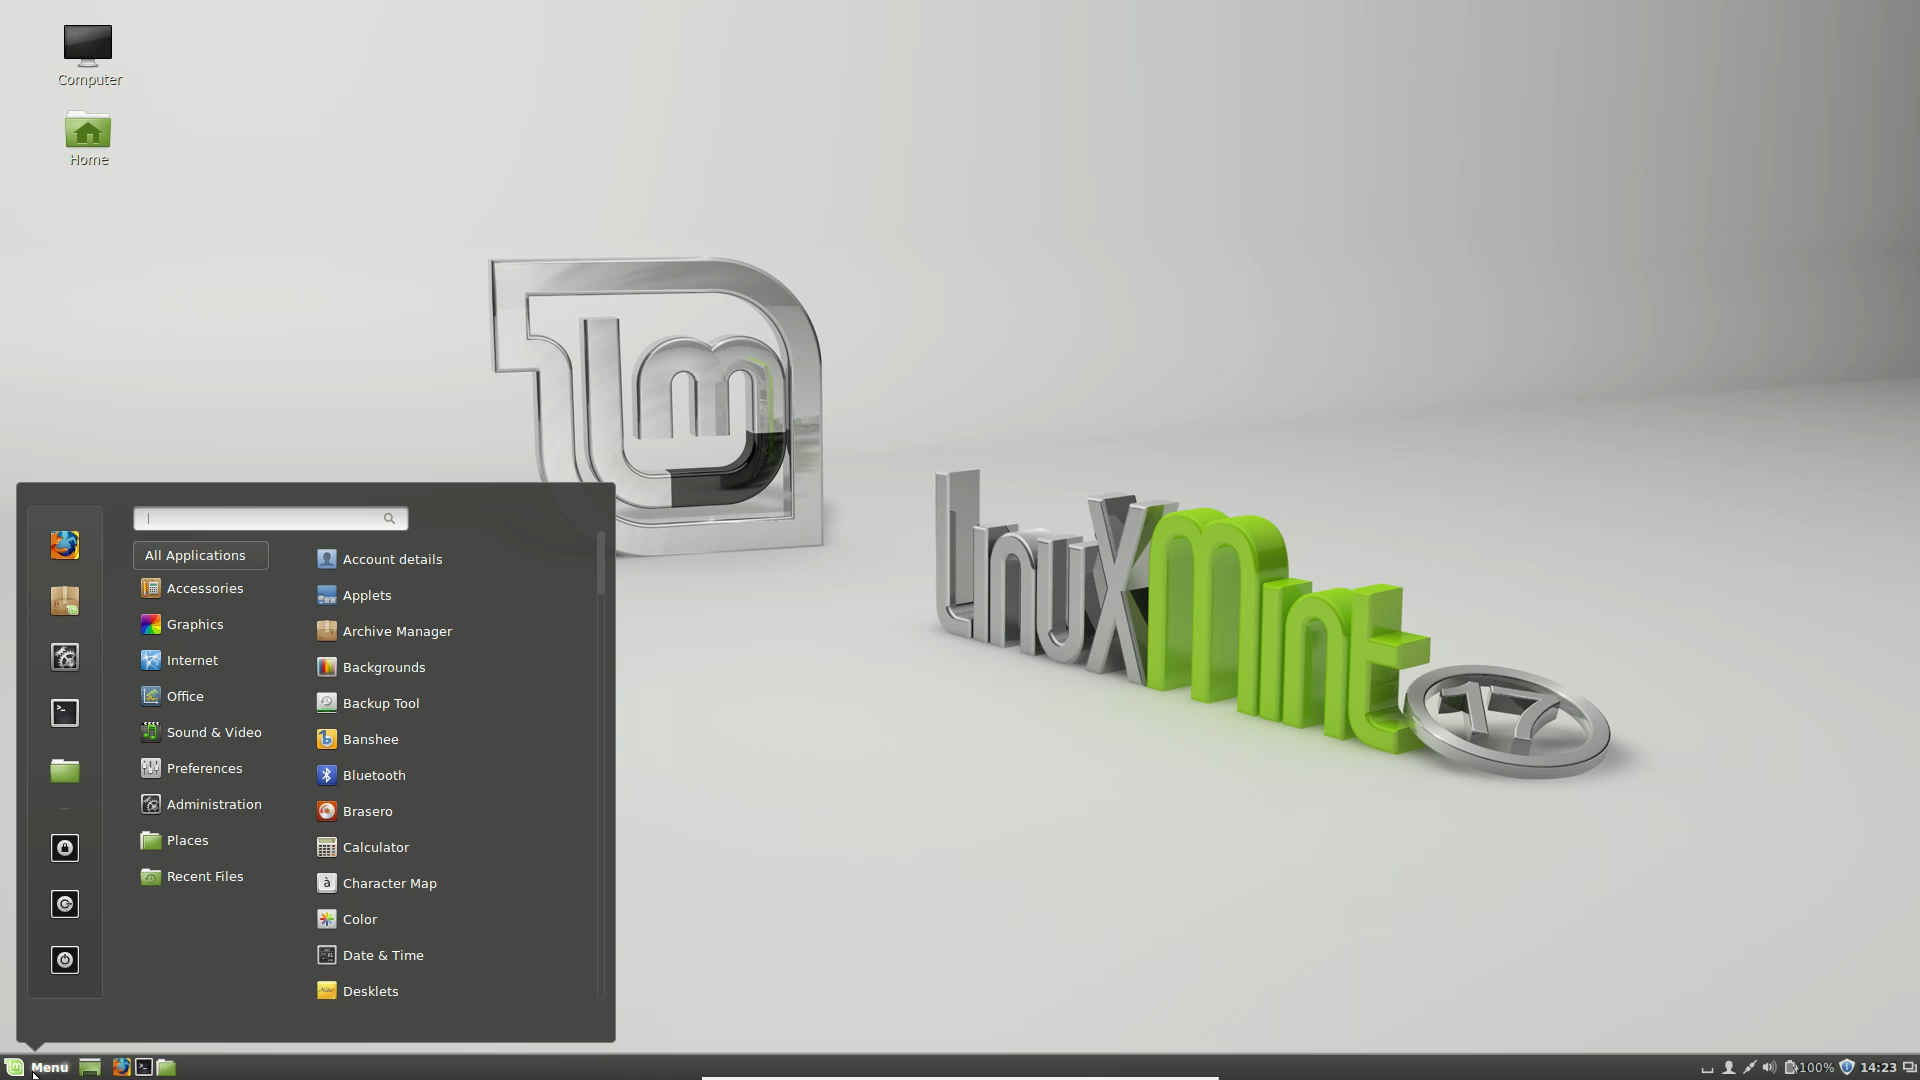 Computer
Home
LinuxMint
17
All Applications
Accessories
Graphics
Internet
Office
Sound & Video
Preferences
Administration
Places
Recent Files
Account details
Applets
Archive Manager
Backgrounds
Backup Tool
Banshee
Bluetooth
Brasero
Calculator
Character Map
Color
Date & Time
Desklets
Menu
100%
14:23